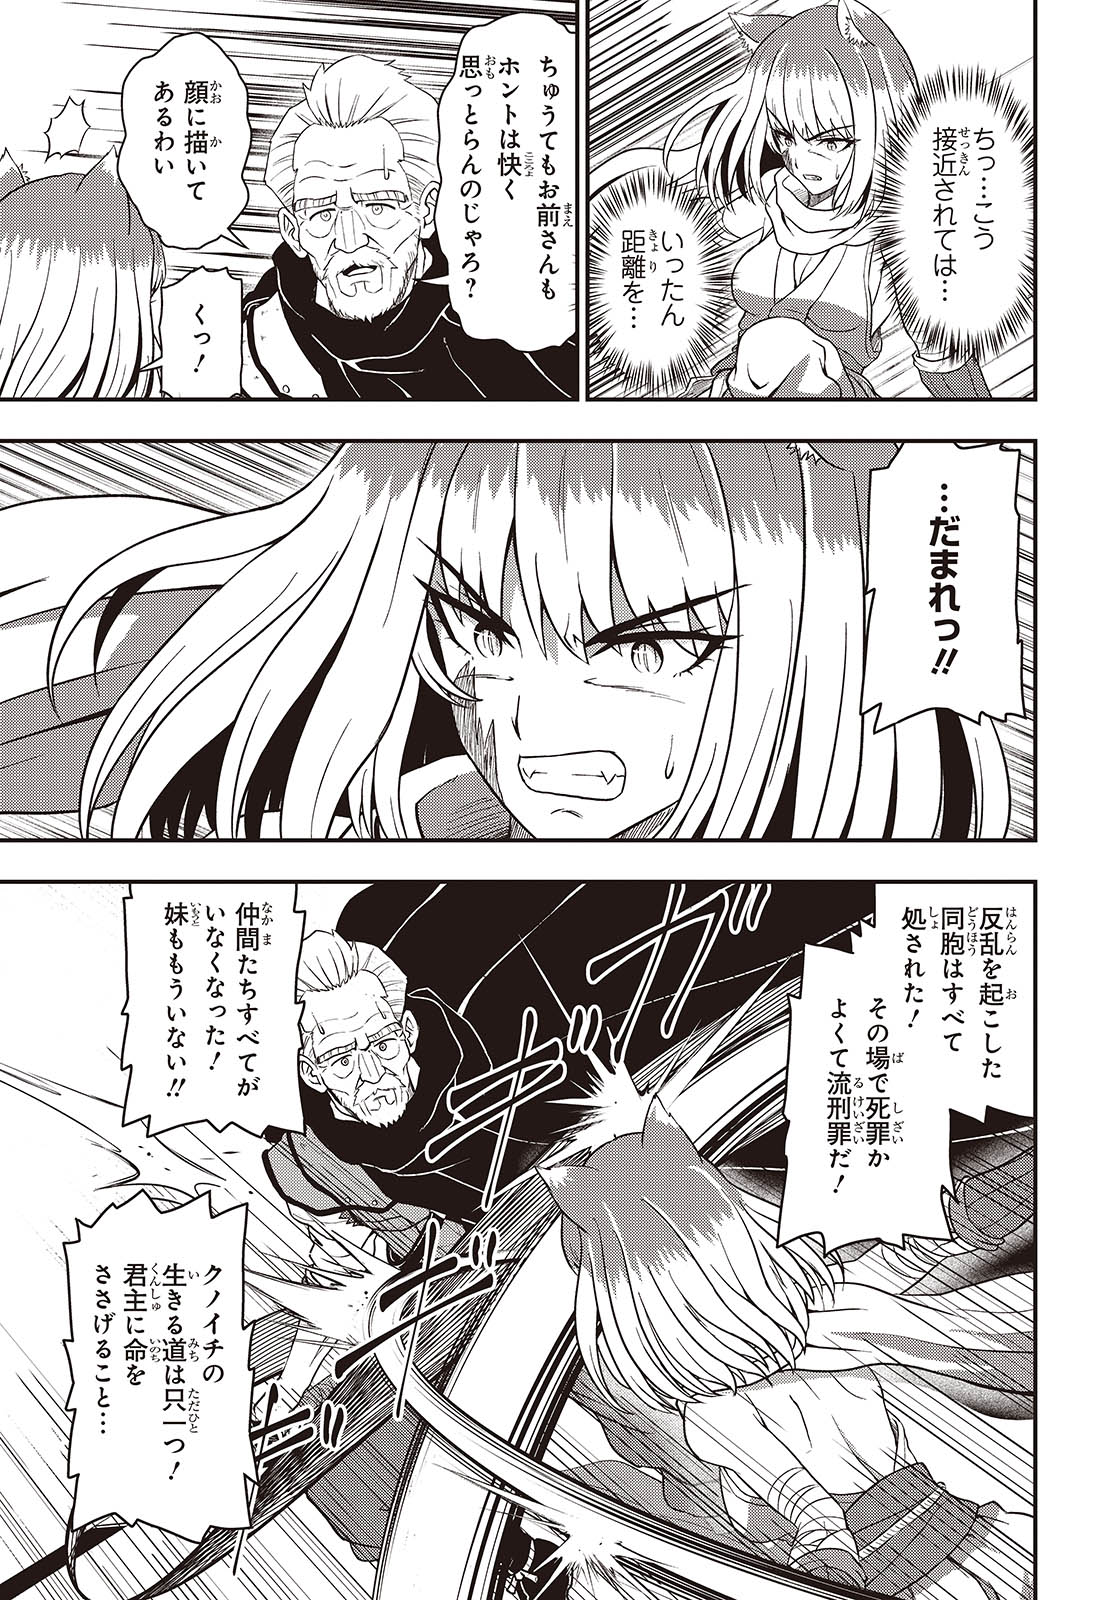 ちっ…こう
接近されては…
いったん
距離を…
ちゅうてもお前さんも
ホントは快く
思っとらんのじゃろ？
顔に描いて
あるわい
くっ！
…だまれっ!!
反乱を起こした
同胞はすべて
処された！
その場で死罪か
よくて流刑罪だ！
ガ
ギッ
ギッ
仲間たちすべてが
いなくなった！
妹ももういない!!
クノイチの
生きる道は只一つ！
君主に命を
ささげること…